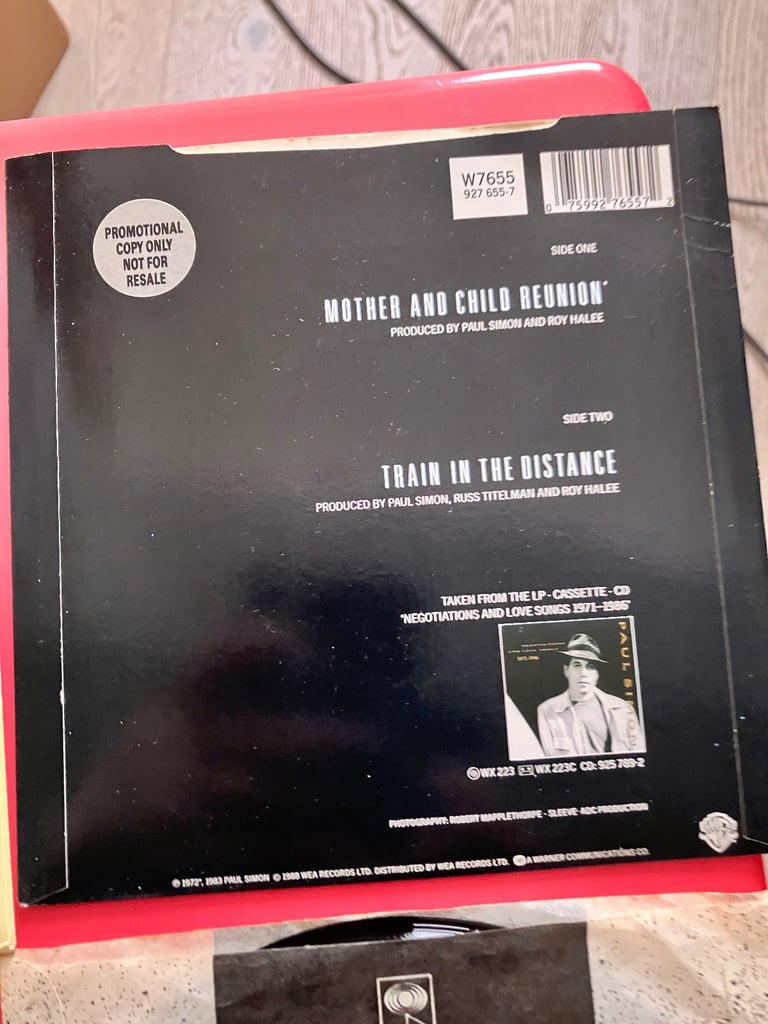 W7655
927 655-7
0 75992 76557 2
PROMOTIONAL
COPY ONLY
NOT FOR
RESALE
SIDE ONE
MOTHER AND CHILD REUNION*
PRODUCED BY PAUL SIMON AND ROY HALEE
SIDE TWO
TRAIN IN THE DISTANCE
PRODUCED BY PAUL SIMON, RUSS TITELMAN AND ROY HALEE
TAKEN FROM THE LP - CASSETTE - CD
"NEGOTIATIONS AND LOVE SONGS 1971–1986"
PAUL SIMON
WX 223 WX 223C CD: 925 789-2
PHOTOGRAPHY: ROBERT MAPPLETHORPE - SLEEVE: ADC PRODUCTION
℗ 1972*, 1983 PAUL SIMON © 1988 WEA RECORDS LTD. DISTRIBUTED BY WEA RECORDS LTD. A WARNER COMMUNICATIONS CO.